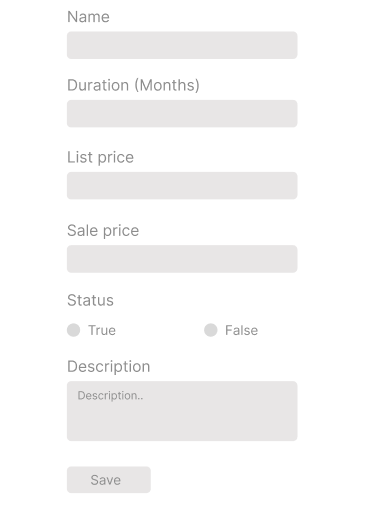 Name
Duration (Months)
List price
Sale price
Status
True False
Description
Description..
Save